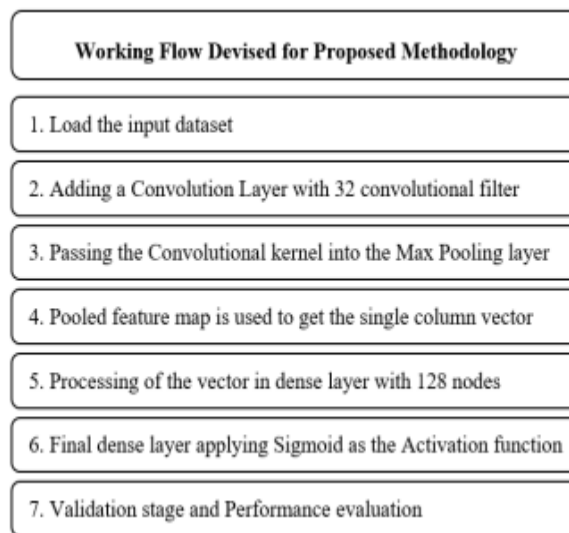 Working Flow Devised for Proposed Methodology
1. Load the input dataset
2. Adding a Convolution Layer with 32 convolutional filter
3. Passing the Convolutional kernel into the Max Pooling layer
4. Pooled feature map is used to get the single column vector
5. Processing of the vector in dense layer with 128 nodes
6. Final dense layer applying Sigmoid as the Activation function
7. Validation stage and Performance evaluation